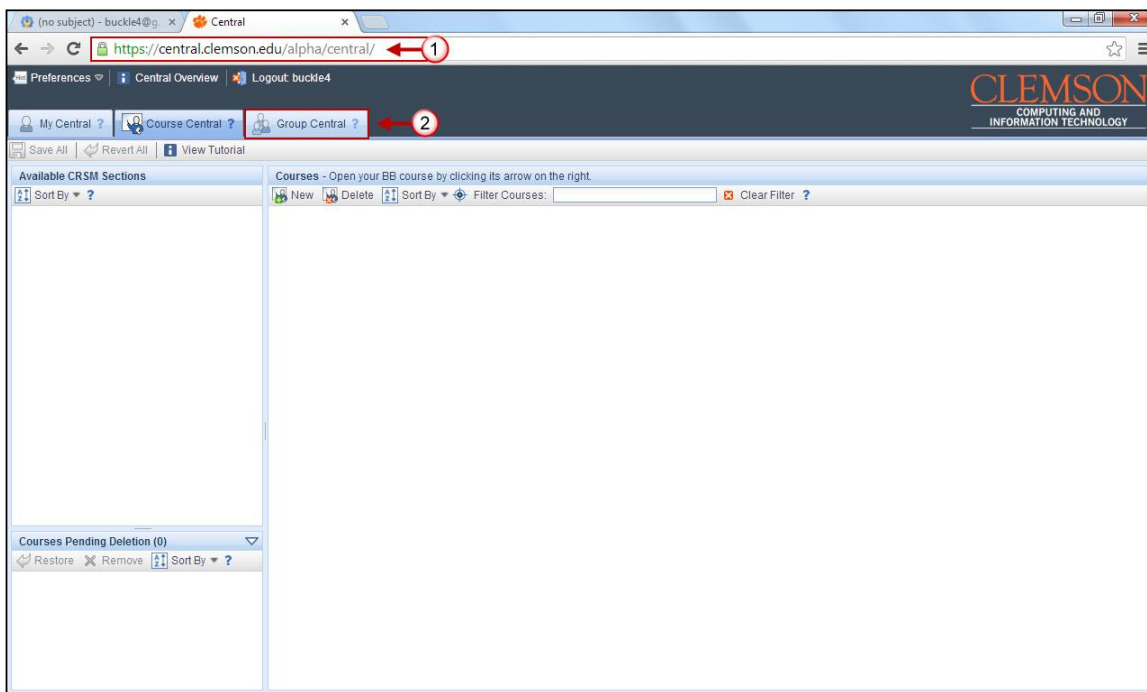 (no subject) - buckle4@g. × Central ×
https://central.clemson.edu/alpha/central/ 1
Preferences Central Overview Logout: buckle4
CLEMSON
COMPUTING AND
INFORMATION TECHNOLOGY
My Central ? Course Central ? Group Central ? 2
Save All Revert All View Tutorial
Available CRSM Sections
Sort By ?
Courses - Open your BB course by clicking its arrow on the right.
New Delete Sort By Filter Courses: Clear Filter ?
Courses Pending Deletion (0)
Restore Remove Sort By ?